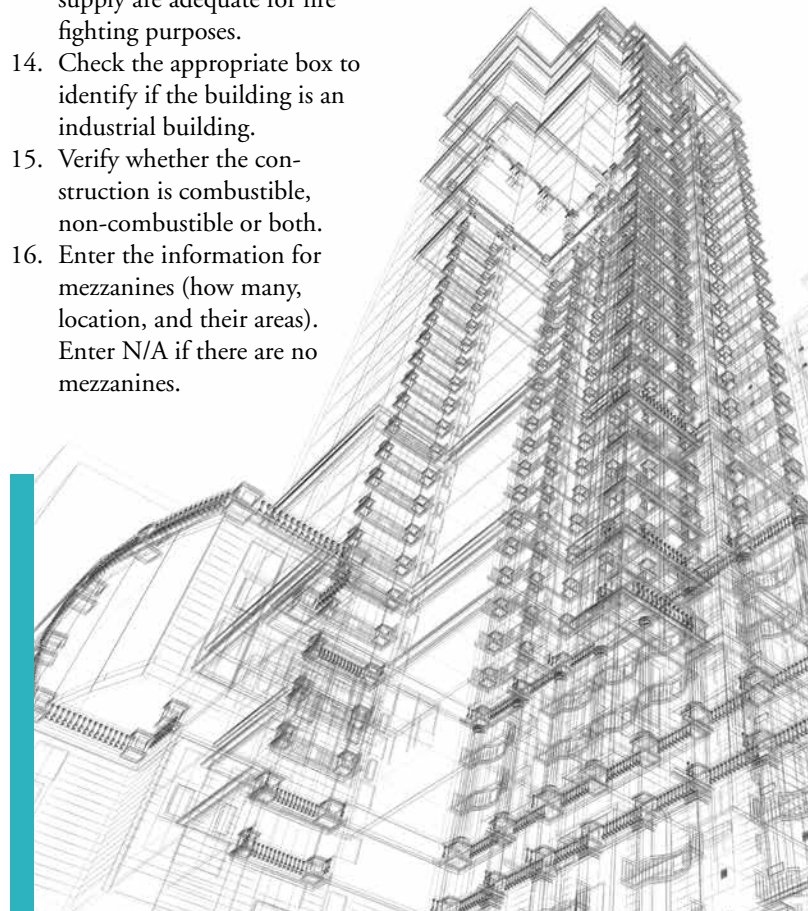 supply are adequate for fire
fighting purposes.
14. Check the appropriate box to
identify if the building is an
industrial building.
15. Verify whether the con-
struction is combustible,
non-combustible or both.
16. Enter the information for
mezzanines (how many,
location, and their areas).
Enter N/A if there are no
mezzanines.